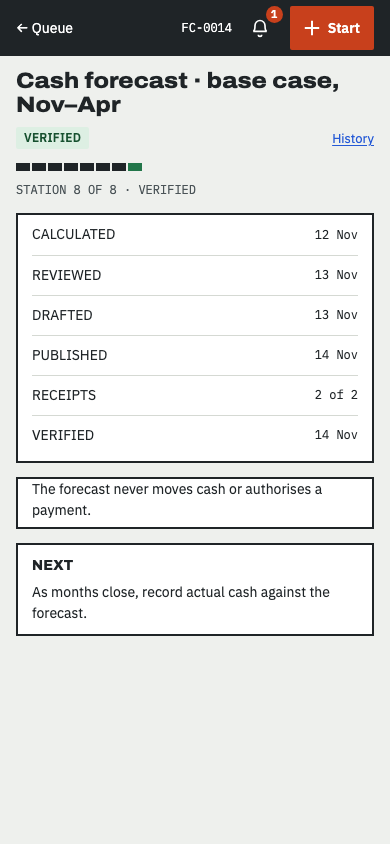 ← Queue
FC-0014
1
+ Start
Cash forecast · base case,
Nov–Apr
VERIFIED
History
STATION 8 OF 8 · VERIFIED
CALCULATED 12 Nov
REVIEWED 13 Nov
DRAFTED 13 Nov
PUBLISHED 14 Nov
RECEIPTS 2 of 2
VERIFIED 14 Nov
The forecast never moves cash or authorises a
payment.
NEXT
As months close, record actual cash against the
forecast.